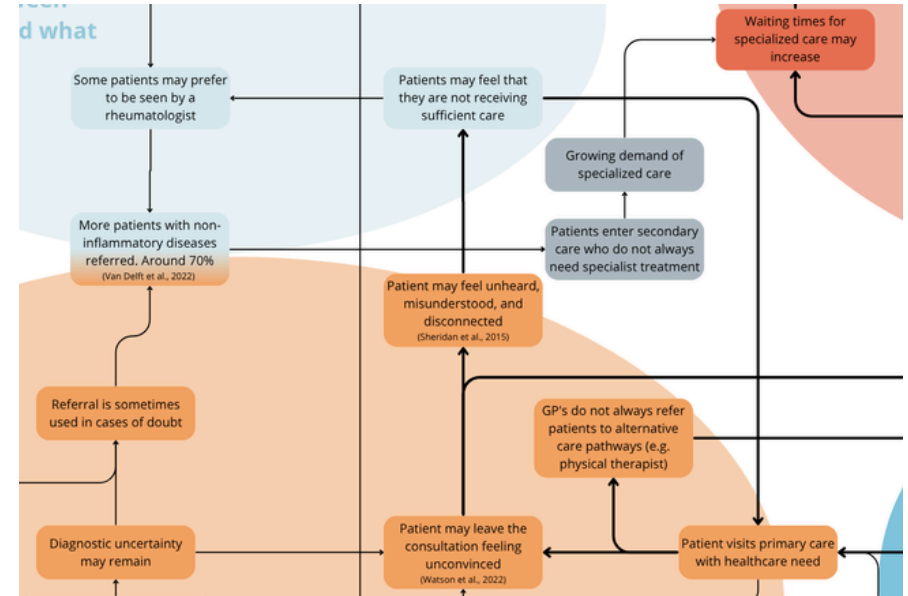 d what
Waiting times for
specialized care may
increase
Some patients may prefer
to be seen by a
rheumatologist
Patients may feel that
they are not receiving
sufficient care
Growing demand of
specialized care
More patients with non-
inflammatory diseases
referred. Around 70%
(Van Delft et al., 2022)
Patients enter secondary
care who do not always
need specialist treatment
Patient may feel unheard,
misunderstood, and
disconnected
(Sheridan et al., 2015)
Referral is sometimes
used in cases of doubt
GP's do not always refer
patients to alternative
care pathways (e.g.
physical therapist)
Diagnostic uncertainty
may remain
Patient may leave the
consultation feeling
unconvinced
(Watson et al., 2022)
Patient visits primary care
with healthcare need